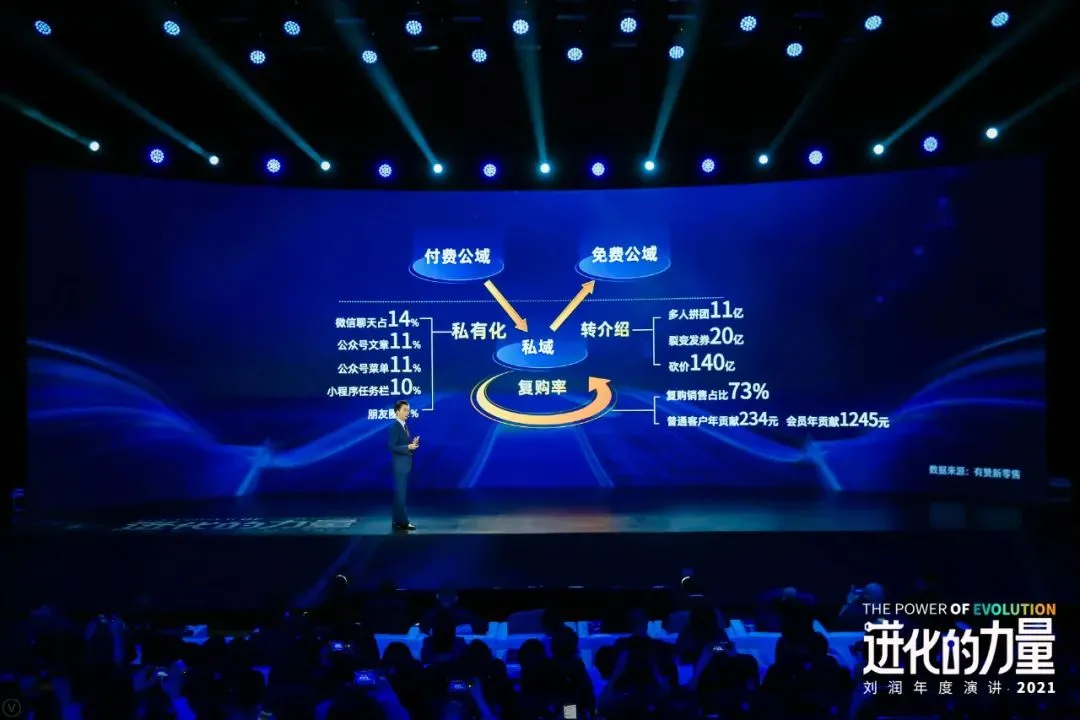 付费公域
免费公域
微信聊天占14%
公众号文章11%
公众号菜单11%
小程序任务栏10%
朋友
%
私有化
私域
转介绍
多人拼团11亿
裂变发券20亿
砍价140亿
复购率
复购销售占比73%
普通客户年贡献234元 会员年贡献1245元
数据来源：有赞新零售
进化的力量
THE POWER OF EVOLUTION
进化的力量
刘润年度演讲·2021